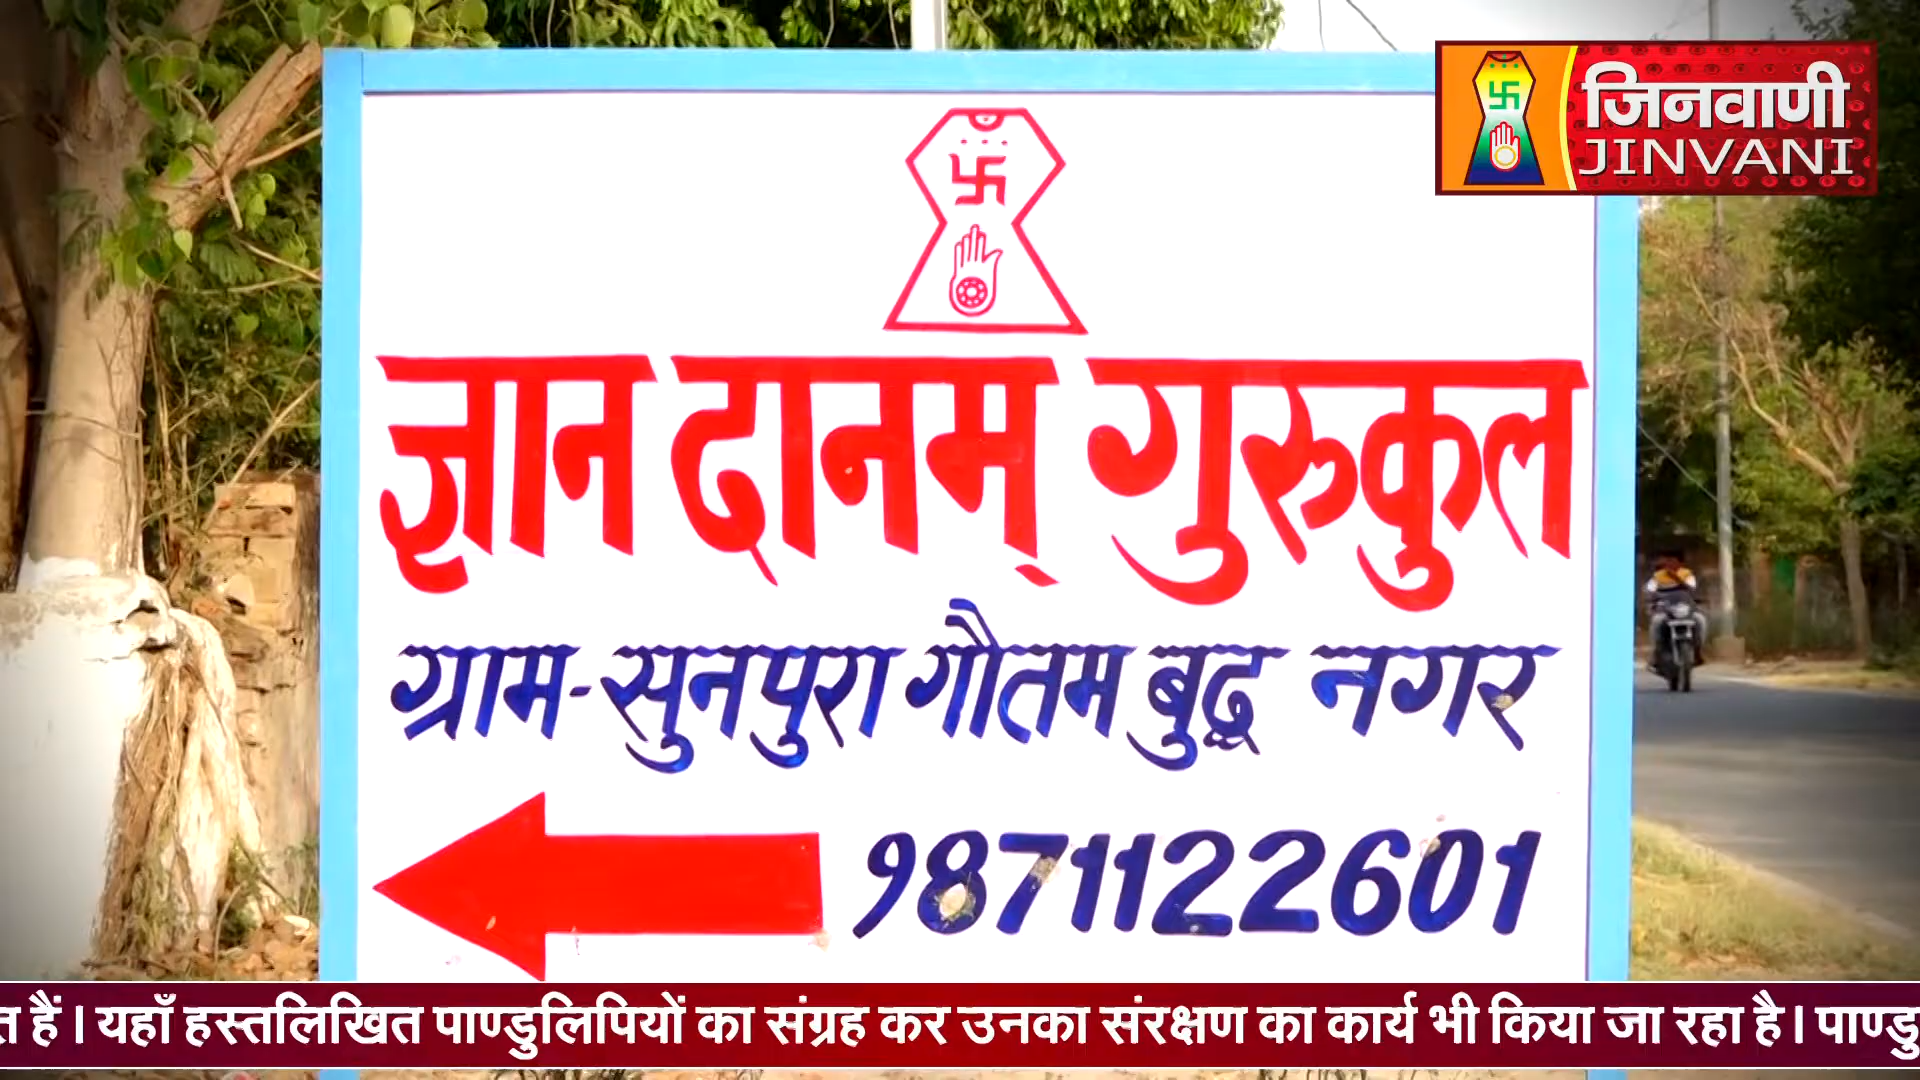 जिनवाणी
JINVANI
ज्ञान दानम् गुरुकुल
ग्राम-सुनपुरा गौतम बुद्ध नगर
9871122601
हैं । यहाँ हस्तलिखित पाण्डुलिपियों का संग्रह कर उनका संरक्षण का कार्य भी किया जा रहा है । पाण्डु